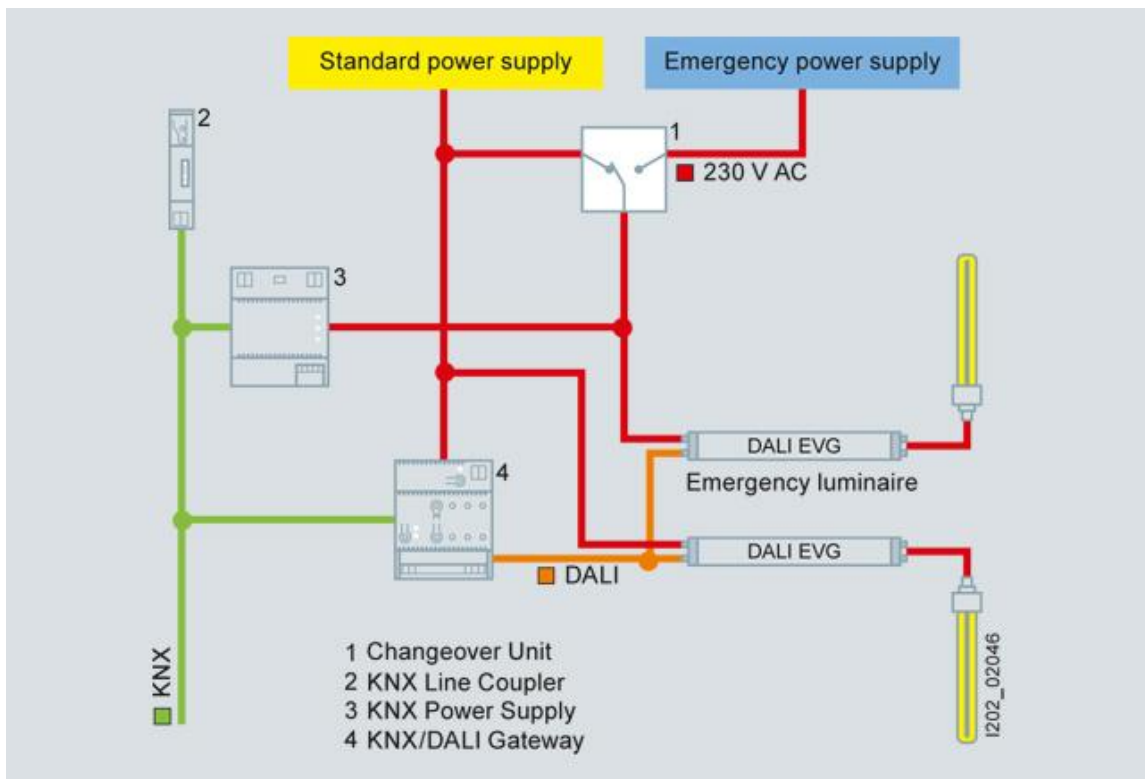 Standard power supply
Emergency power supply
2
1
230 V AC
3
DALI EVG
Emergency luminaire
4
DALI EVG
DALI
KNX
1 Changeover Unit
2 KNX Line Coupler
3 KNX Power Supply
4 KNX/DALI Gateway
I202_02046